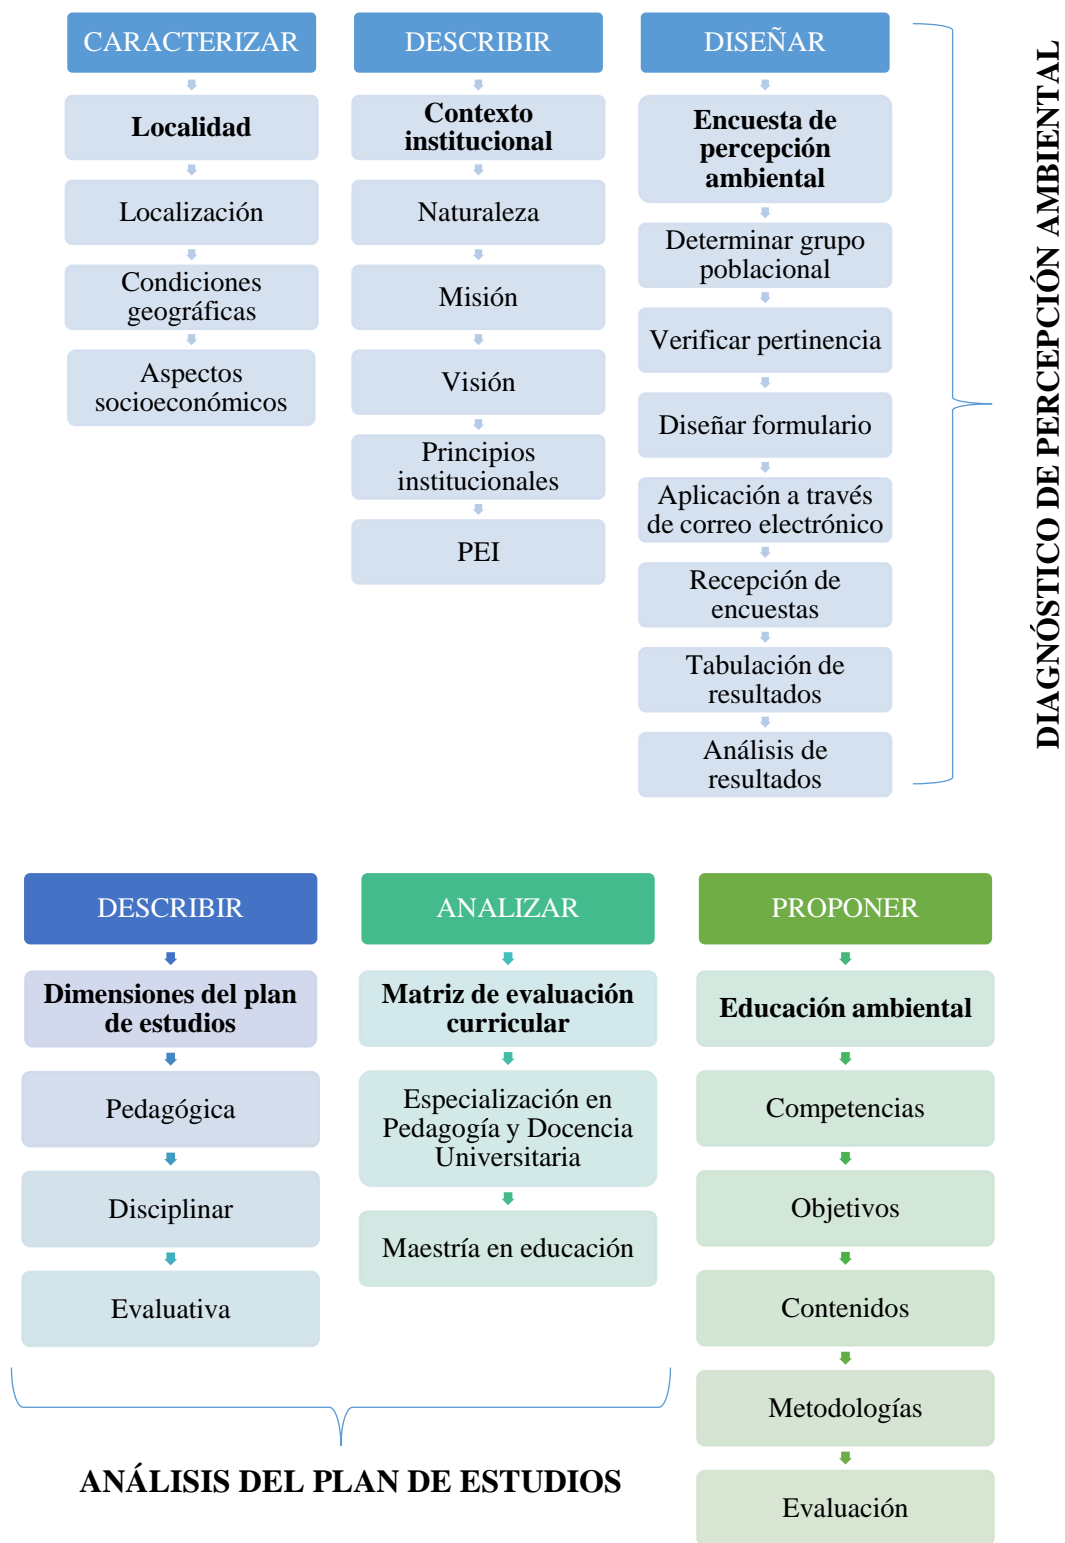 CARACTERIZAR
Localidad
Localización
Condiciones
geográficas
Aspectos
socioeconómicos
DESCRIBIR
Contexto
institucional
Naturaleza
Misión
Visión
Principios
institucionales
PEI
DISEÑAR
Encuesta de
percepción
ambiental
Determinar grupo
poblacional
Verificar pertinencia
Diseñar formulario
Aplicación a través
de correo electrónico
Recepción de
encuestas
Tabulación de
resultados
Análisis de
resultados
DIAGNÓSTICO DE PERCEPCIÓN AMBIENTAL
DESCRIBIR
Dimensiones del plan
de estudios
Pedagógica
Disciplinar
Evaluativa
ANALIZAR
Matriz de evaluación
curricular
Especialización en
Pedagogía y Docencia
Universitaria
Maestría en educación
ANÁLISIS DEL PLAN DE ESTUDIOS
PROPONER
Educación ambiental
Competencias
Objetivos
Contenidos
Metodologías
Evaluación